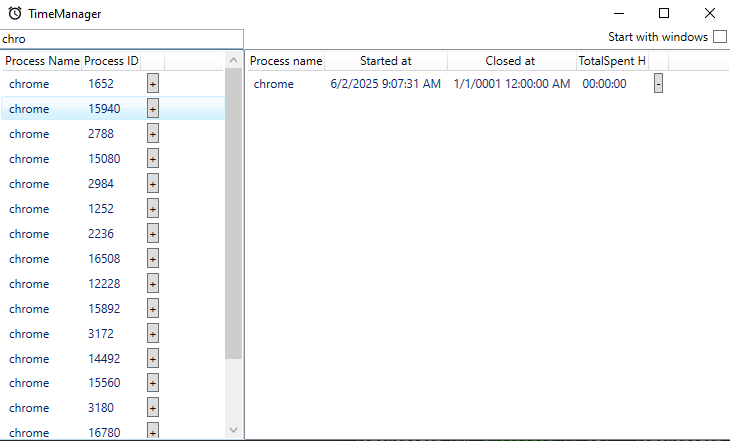 TimeManager
chro
Start with windows
Process Name Process ID
chrome 1652 +
chrome 15940 +
chrome 2788 +
chrome 15080 +
chrome 2984 +
chrome 1252 +
chrome 2236 +
chrome 16508 +
chrome 12228 +
chrome 15892 +
chrome 3172 +
chrome 14492 +
chrome 15560 +
chrome 3180 +
chrome 16780 +
Process name Started at Closed at TotalSpent H
chrome 6/2/2025 9:07:31 AM 1/1/0001 12:00:00 AM 00:00:00 -